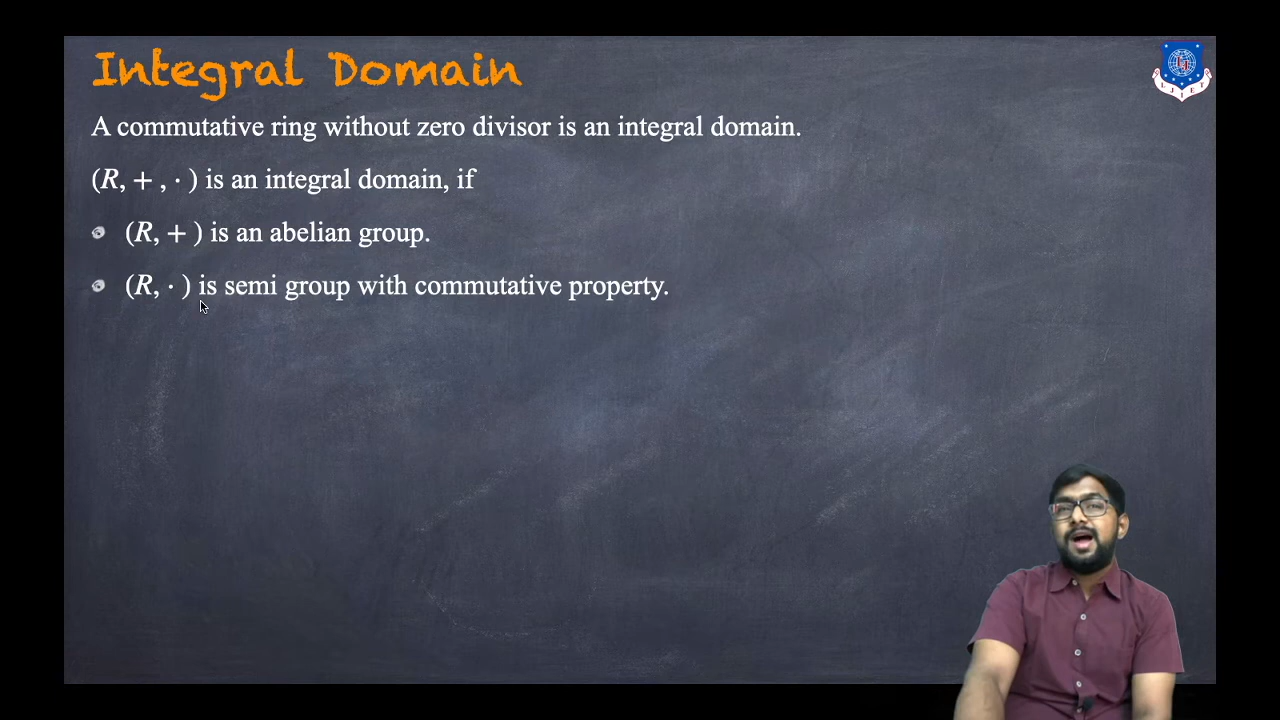 Integral Domain
A commutative ring without zero divisor is an integral domain.
(R, + , · ) is an integral domain, if
(R, + ) is an abelian group.
(R, · ) is semi group with commutative property.
LJIET